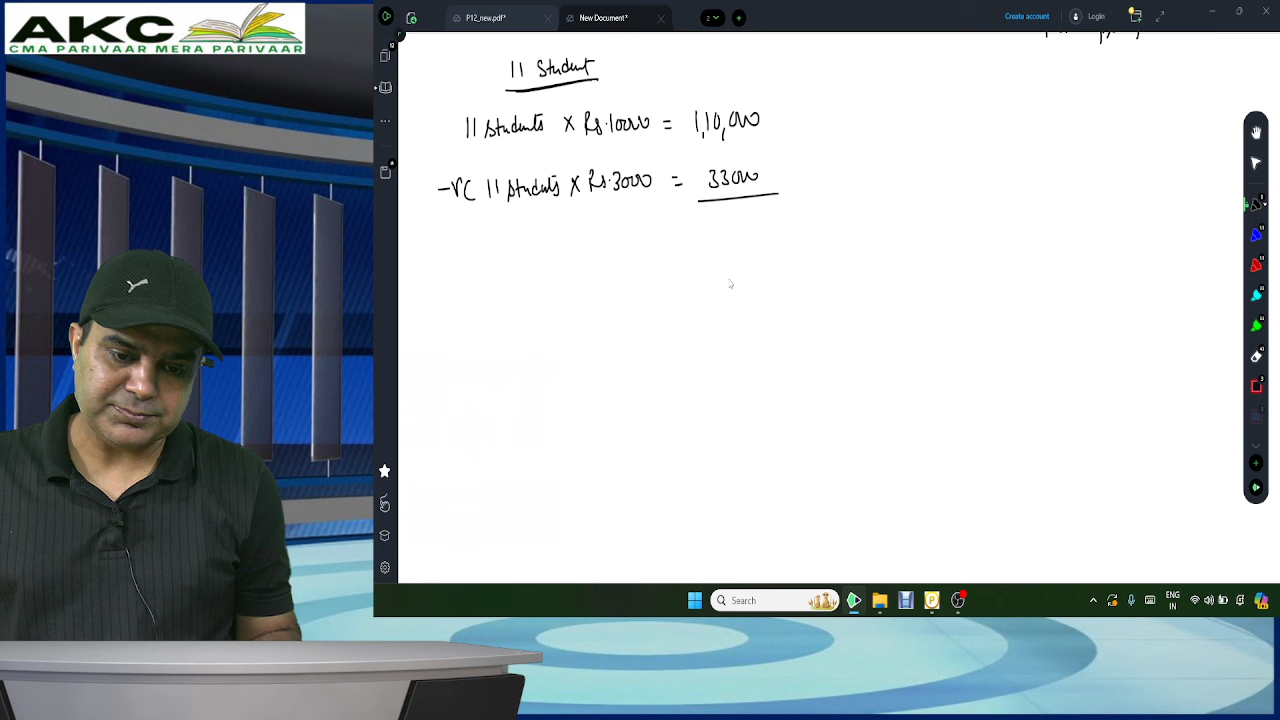 AKC
CMA PARIVAAR MERA PARIVAAR
P12_new.pdf*
New Document*
Create account
Login
11 Student
11 Students × Rs.10000 = 1,10,000
-VC 11 Students × Rs.3000 = 33000
Search
ENG
IN